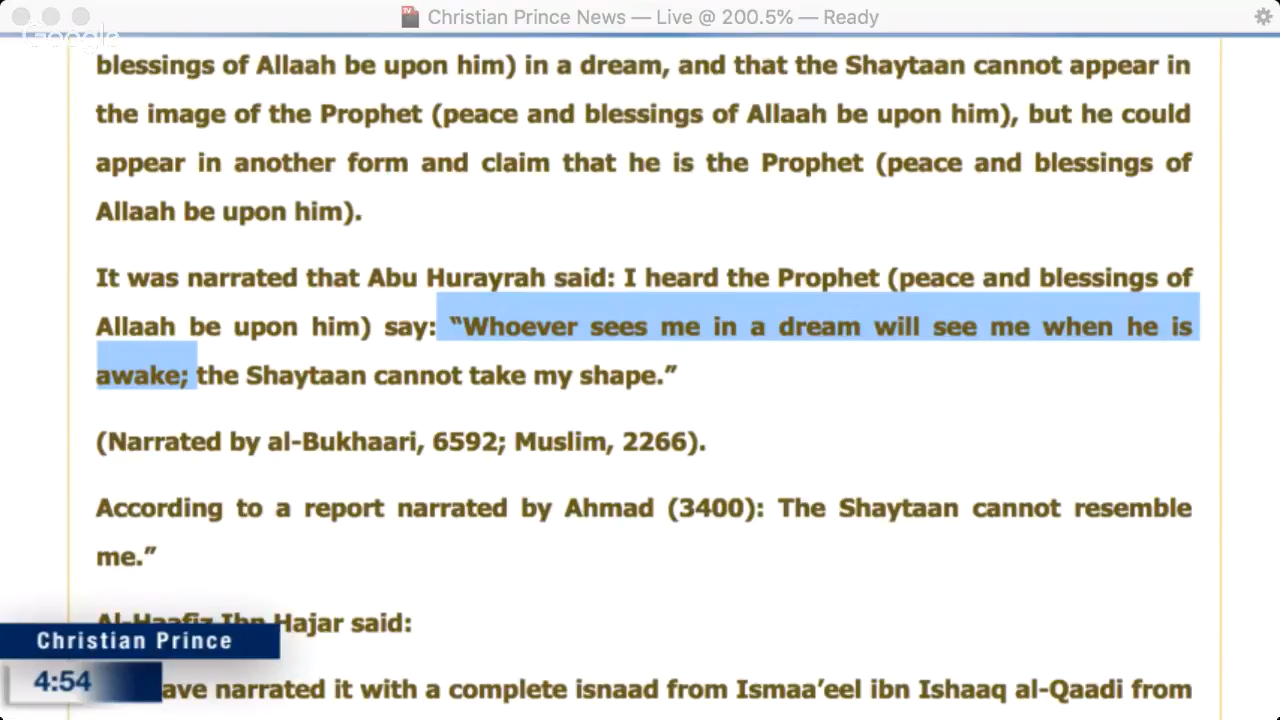 Christian Prince News — Live @ 200.5% — Ready
Google
blessings of Allaah be upon him) in a dream, and that the Shaytaan cannot appear in
the image of the Prophet (peace and blessings of Allaah be upon him), but he could
appear in another form and claim that he is the Prophet (peace and blessings of
Allaah be upon him).
It was narrated that Abu Hurayrah said: I heard the Prophet (peace and blessings of
Allaah be upon him) say: “Whoever sees me in a dream will see me when he is
awake; the Shaytaan cannot take my shape.”
(Narrated by al-Bukhaari, 6592; Muslim, 2266).
According to a report narrated by Ahmad (3400): The Shaytaan cannot resemble
me.”
Al-Haafiz Ibn Hajar said:
Christian Prince
4:54
ave narrated it with a complete isnaad from Ismaa’eel ibn Ishaaq al-Qaadi from